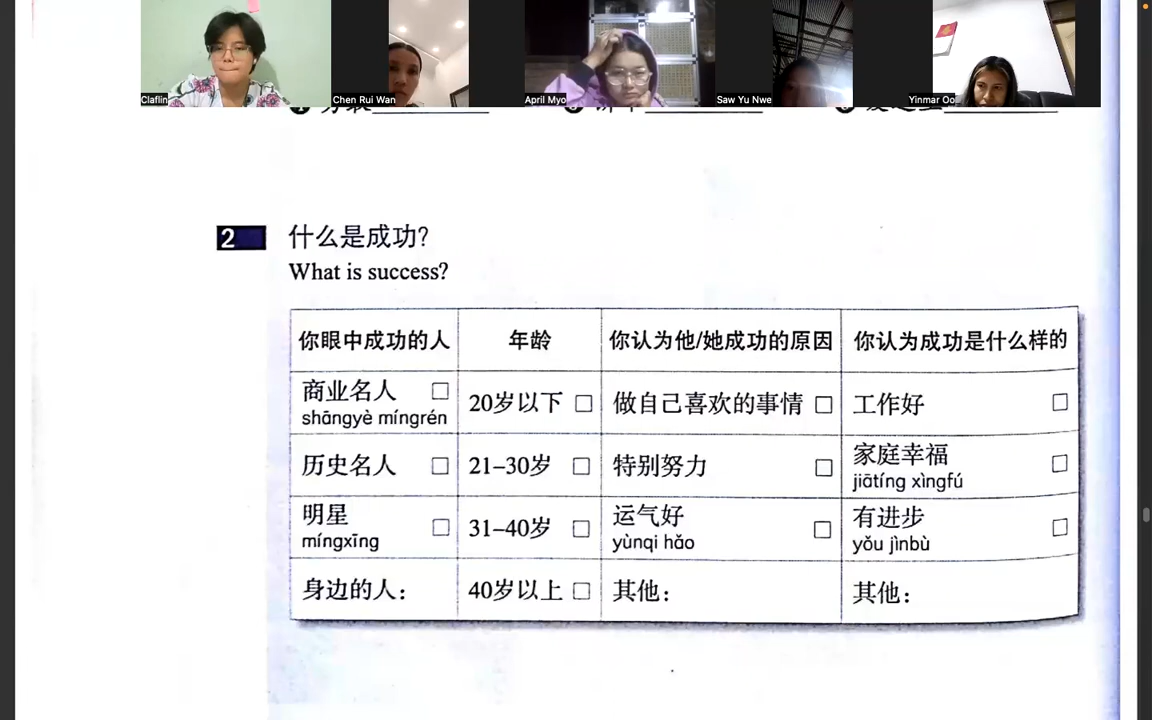 Claflin
Chen Rui Wan
April Myo
Saw Yu Nwe
Yinmar Oo
2 什么是成功?
What is success?
你眼中成功的人 年龄 你认为他/她成功的原因 你认为成功是什么样的
商业名人 □ 20岁以下 □ 做自己喜欢的事情 □ 工作好 □
shāngyè míngrén
历史名人 □ 21–30岁 □ 特别努力 □ 家庭幸福 □
jiātíng xìngfú
明星 □ 31–40岁 □ 运气好 □ 有进步 □
míngxīng yùnqi hǎo yǒu jìnbù
身边的人: 40岁以上 □ 其他: 其他: